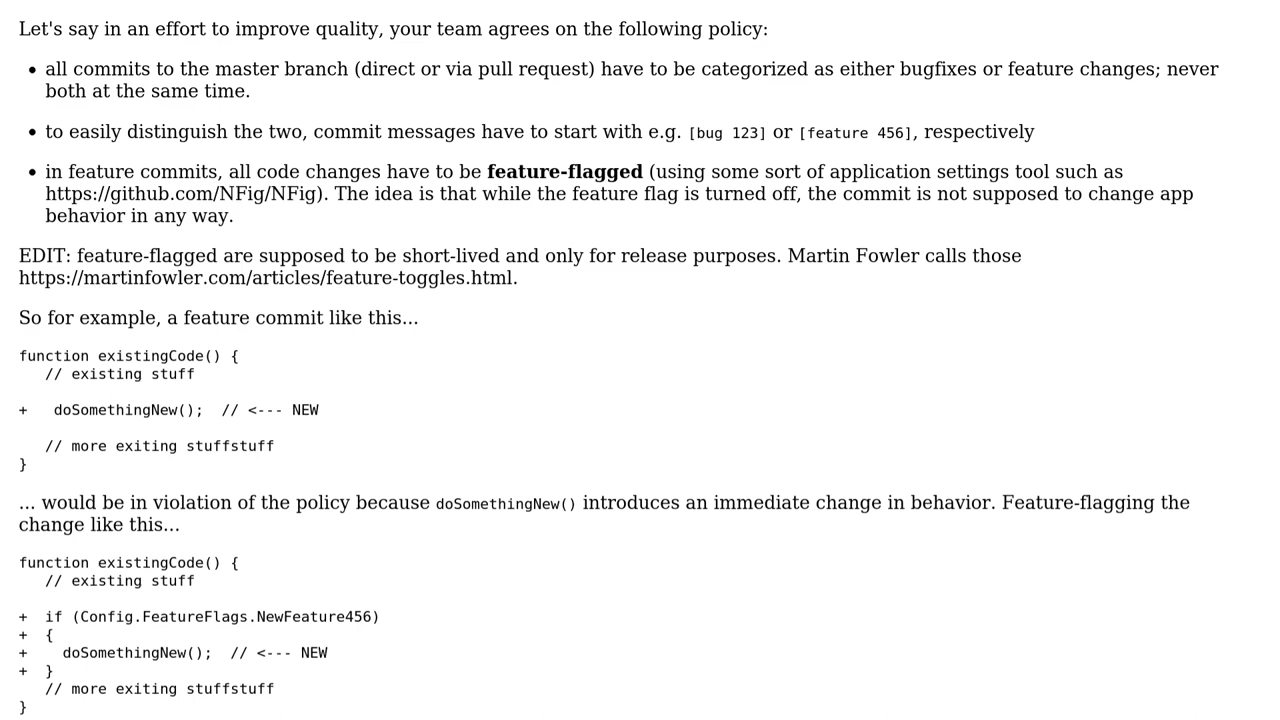 Let's say in an effort to improve quality, your team agrees on the following policy:
• all commits to the master branch (direct or via pull request) have to be categorized as either bugfixes or feature changes; never
both at the same time.
• to easily distinguish the two, commit messages have to start with e.g. [bug 123] or [feature 456], respectively
• in feature commits, all code changes have to be feature-flagged (using some sort of application settings tool such as
https://github.com/NFig/NFig). The idea is that while the feature flag is turned off, the commit is not supposed to change app
behavior in any way.
EDIT: feature-flagged are supposed to be short-lived and only for release purposes. Martin Fowler calls those
https://martinfowler.com/articles/feature-toggles.html.
So for example, a feature commit like this...
function existingCode() {
   // existing stuff
+   doSomethingNew();  // <--- NEW
   // more exiting stuffstuff
}
... would be in violation of the policy because doSomethingNew() introduces an immediate change in behavior. Feature-flagging the
change like this...
function existingCode() {
   // existing stuff
+  if (Config.FeatureFlags.NewFeature456)
+  {
+    doSomethingNew();  // <--- NEW
+  }
   // more exiting stuffstuff
}